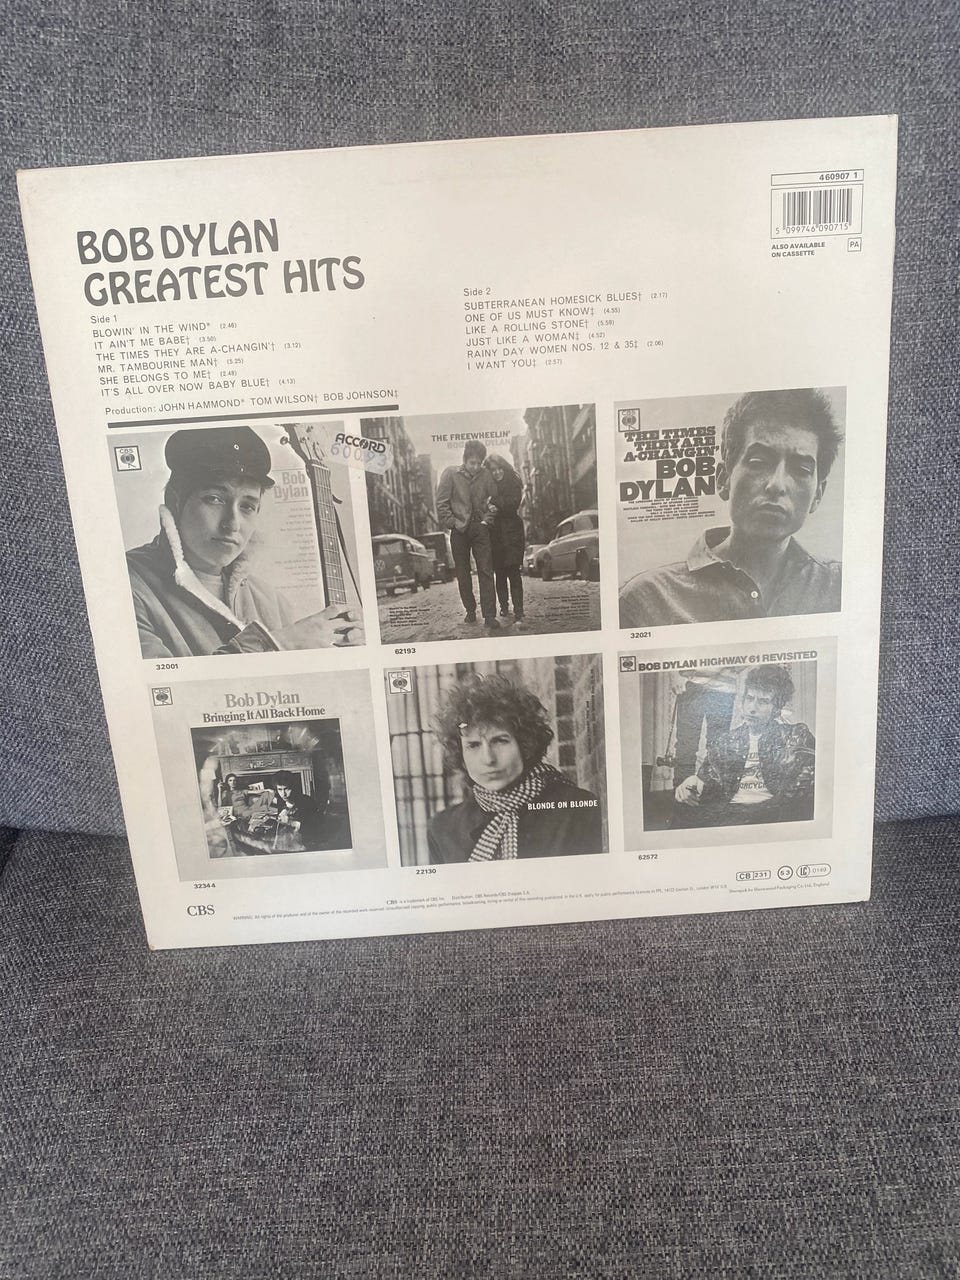 460907 1
5 099746 090715
ALSO AVAILABLE
ON CASSETTE
PA
BOB DYLAN
GREATEST HITS
Side 1
BLOWIN' IN THE WIND* (2.46)
IT AIN'T ME BABE† (3.50)
THE TIMES THEY ARE A-CHANGIN'† (3.12)
MR. TAMBOURINE MAN† (5.25)
SHE BELONGS TO ME† (2.48)
IT'S ALL OVER NOW BABY BLUE† (4.13)
Production: JOHN HAMMOND* TOM WILSON† BOB JOHNSON‡
Side 2
SUBTERRANEAN HOMESICK BLUES† (2.17)
ONE OF US MUST KNOW‡ (4.55)
LIKE A ROLLING STONE† (5.59)
JUST LIKE A WOMAN‡ (4.52)
RAINY DAY WOMEN NOS. 12 & 35‡ (2.06)
I WANT YOU‡ (2.57)
ACCORD
CBS
Bob
Dylan
32001
THE FREEWHEELIN'
BOB DYLAN
62193
CBS
THE TIMES
THEY ARE
A-CHANGIN'
BOB
DYLAN
32021
CBS
Bob Dylan
Bringing It All Back Home
32344
CBS
BLONDE ON BLONDE
22130
CBS
BOB DYLAN HIGHWAY 61 REVISITED
62572
CBS
CB 231
53
LC 0149